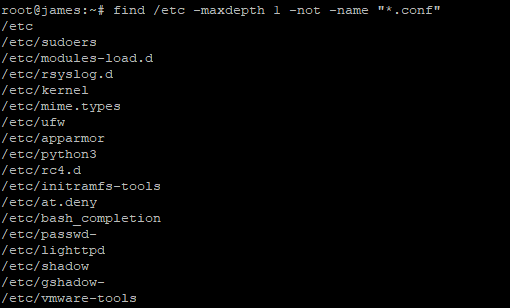 root@james:~# find /etc -maxdepth 1 -not -name "*.conf"
/etc
/etc/sudoers
/etc/modules-load.d
/etc/rsyslog.d
/etc/kernel
/etc/mime.types
/etc/ufw
/etc/apparmor
/etc/python3
/etc/rc4.d
/etc/initramfs-tools
/etc/at.deny
/etc/bash_completion
/etc/passwd-
/etc/lighttpd
/etc/shadow
/etc/gshadow-
/etc/vmware-tools